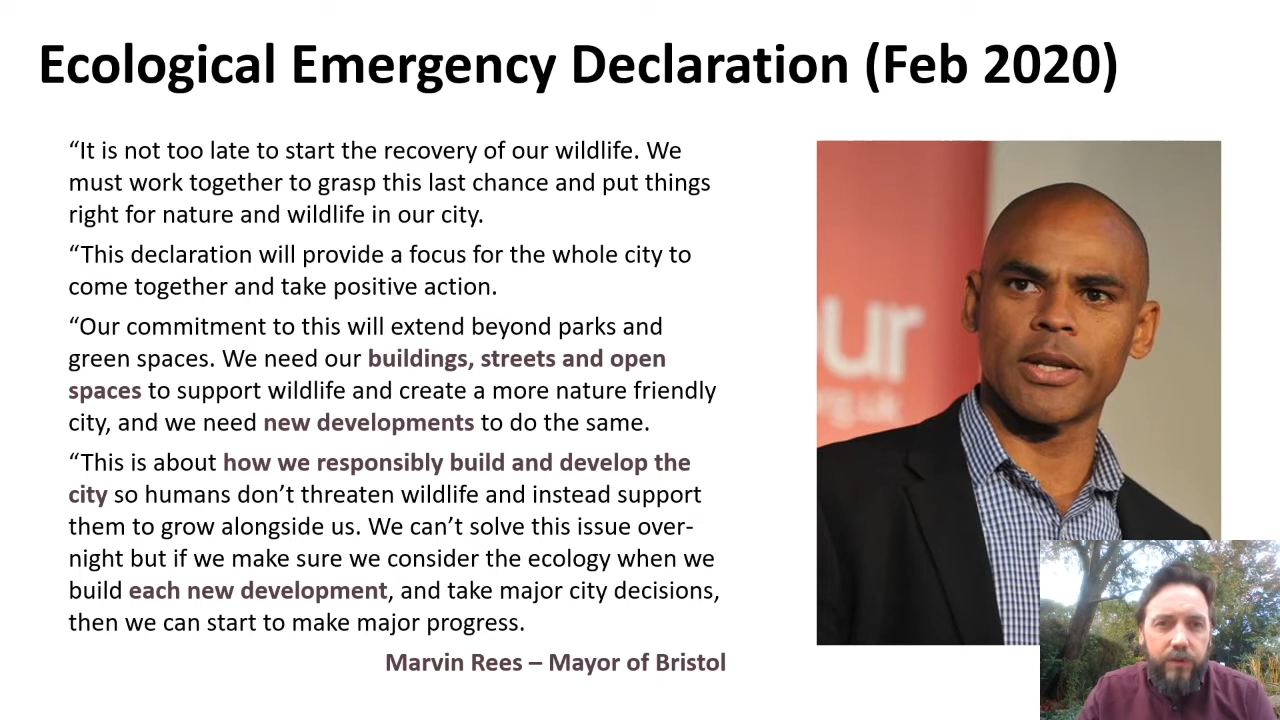 Ecological Emergency Declaration (Feb 2020)
“It is not too late to start the recovery of our wildlife. We
must work together to grasp this last chance and put things
right for nature and wildlife in our city.
“This declaration will provide a focus for the whole city to
come together and take positive action.
“Our commitment to this will extend beyond parks and
green spaces. We need our buildings, streets and open
spaces to support wildlife and create a more nature friendly
city, and we need new developments to do the same.
“This is about how we responsibly build and develop the
city so humans don’t threaten wildlife and instead support
them to grow alongside us. We can’t solve this issue over-
night but if we make sure we consider the ecology when we
build each new development, and take major city decisions,
then we can start to make major progress.
Marvin Rees – Mayor of Bristol
ur
rg.uk